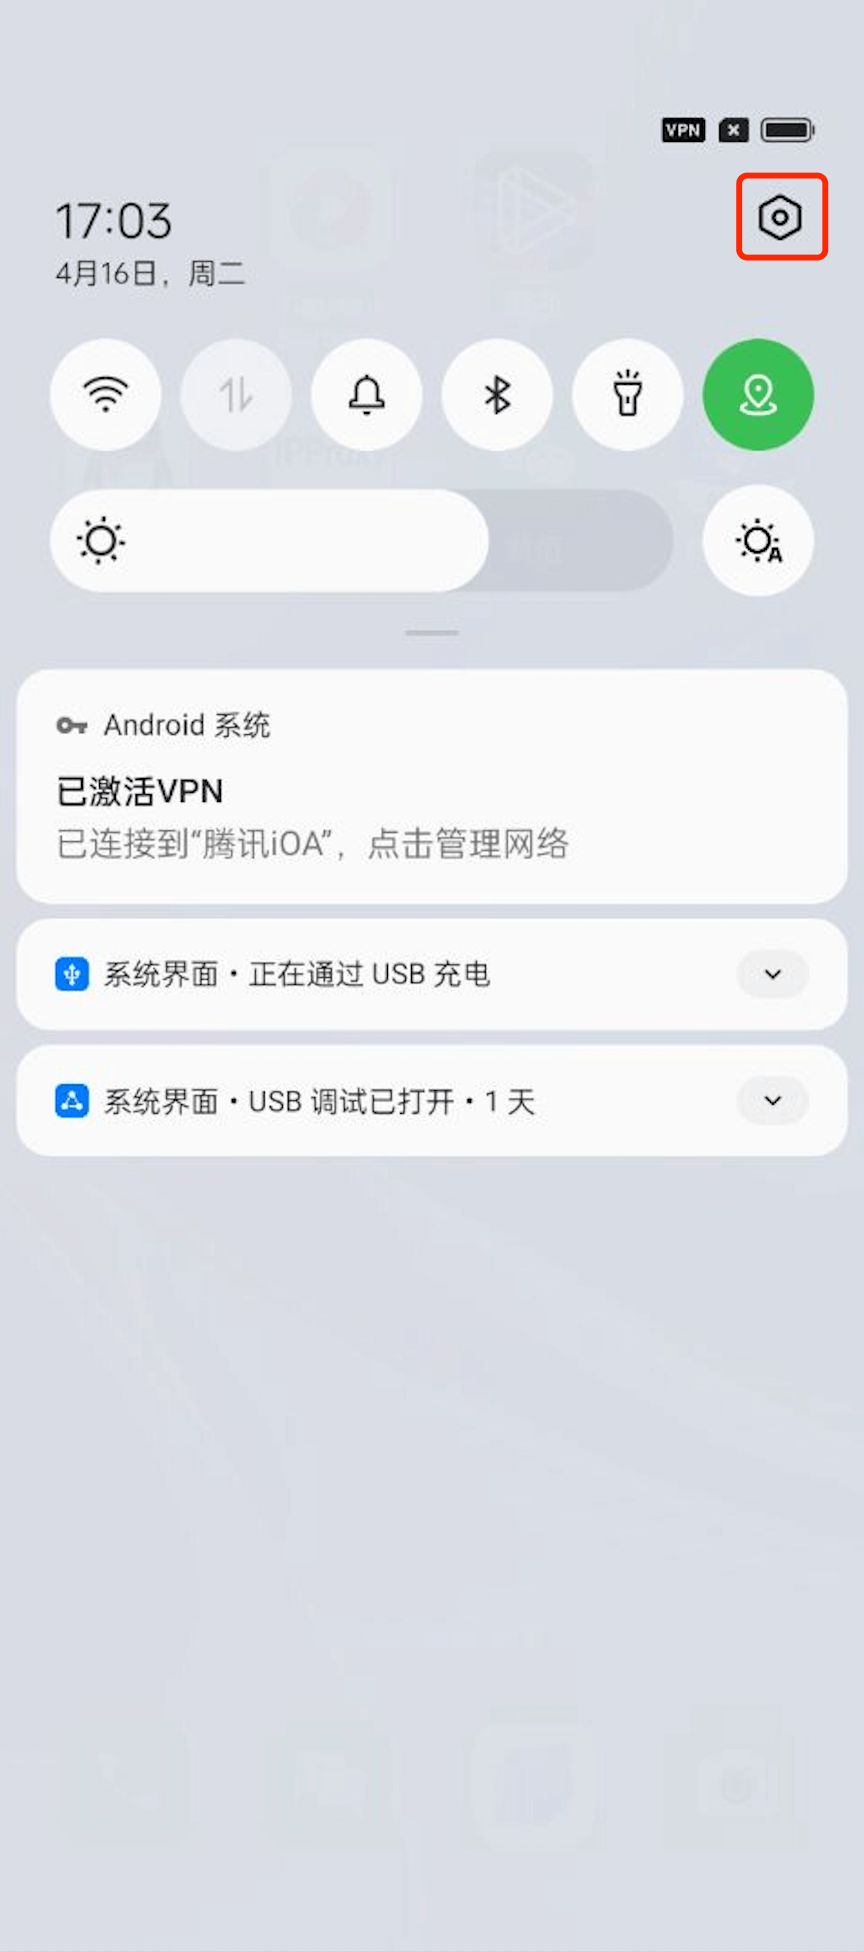 VPN
17:03
4月16日，周二
A
Android 系统
已激活VPN
已连接到“腾讯iOA”，点击管理网络
系统界面・正在通过 USB 充电
系统界面・USB 调试已打开・1 天